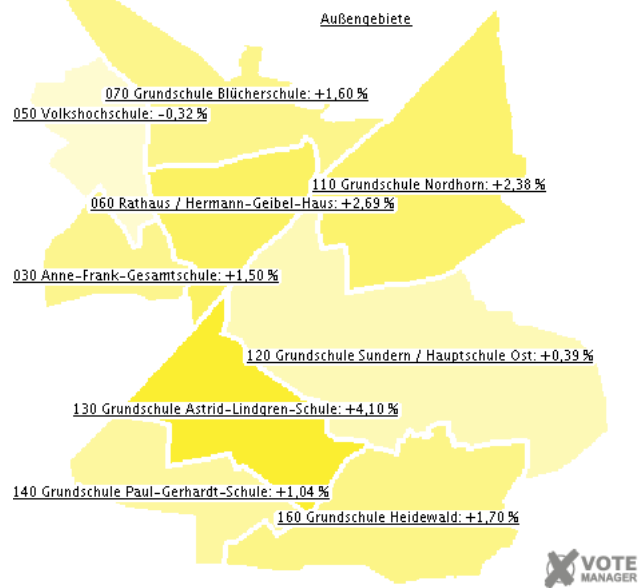 Außengebiete
070 Grundschule Blücherschule: +1,60 %
050 Volkshochschule: -0,32 %
110 Grundschule Nordhorn: +2,38 %
060 Rathaus / Hermann-Geibel-Haus: +2,69 %
030 Anne-Frank-Gesamtschule: +1,50 %
120 Grundschule Sundern / Hauptschule Ost: +0,39 %
130 Grundschule Astrid-Lindgren-Schule: +4,10 %
140 Grundschule Paul-Gerhardt-Schule: +1,04 %
160 Grundschule Heidewald: +1,70 %
VOTE
MANAGER